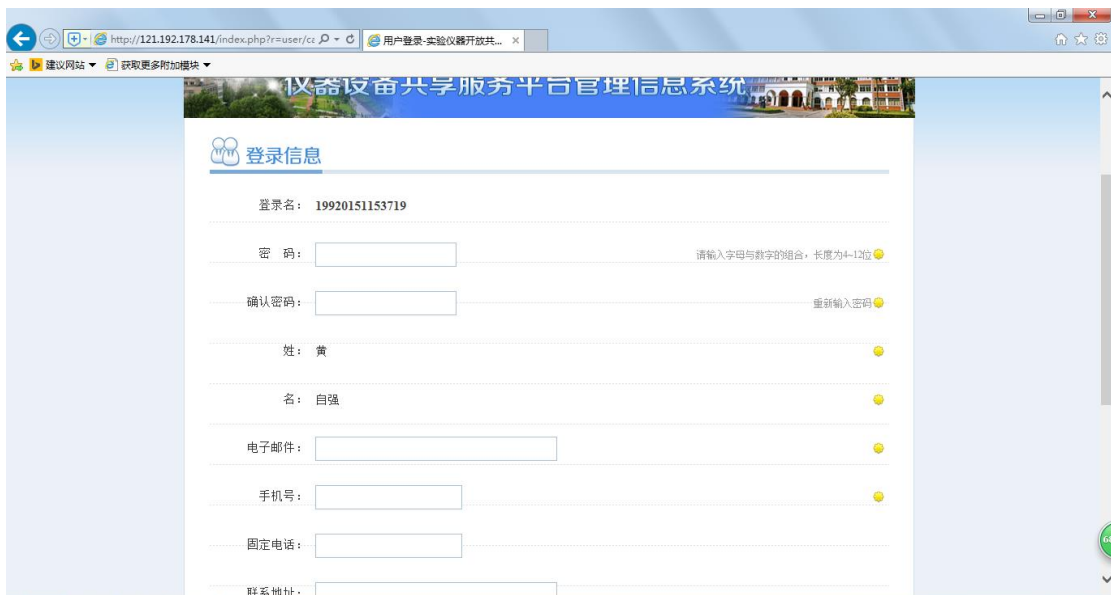 http://121.192.178.141/index.php?r=user/ca
用户登录-实验仪器开放共...
建议网站 获取更多附加模块
仪器设备共享服务平台管理信息系统
登录信息
登录名: 19920151153719
密 码: 请输入字母与数字的组合,长度为4~12位
确认密码: 重新输入密码
姓: 黄
名: 自强
电子邮件:
手机号:
固定电话:
联系地址: